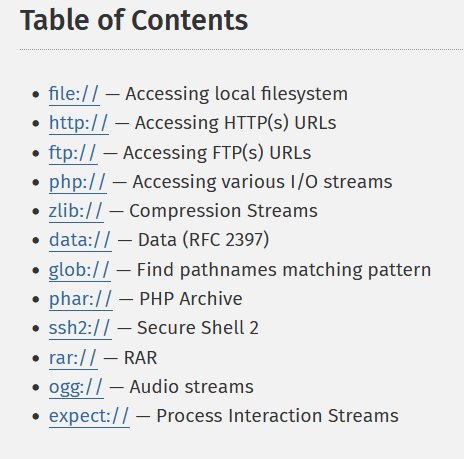 Table of Contents
• file:// — Accessing local filesystem
• http:// — Accessing HTTP(s) URLs
• ftp:// — Accessing FTP(s) URLs
• php:// — Accessing various I/O streams
• zlib:// — Compression Streams
• data:// — Data (RFC 2397)
• glob:// — Find pathnames matching pattern
• phar:// — PHP Archive
• ssh2:// — Secure Shell 2
• rar:// — RAR
• ogg:// — Audio streams
• expect:// — Process Interaction Streams